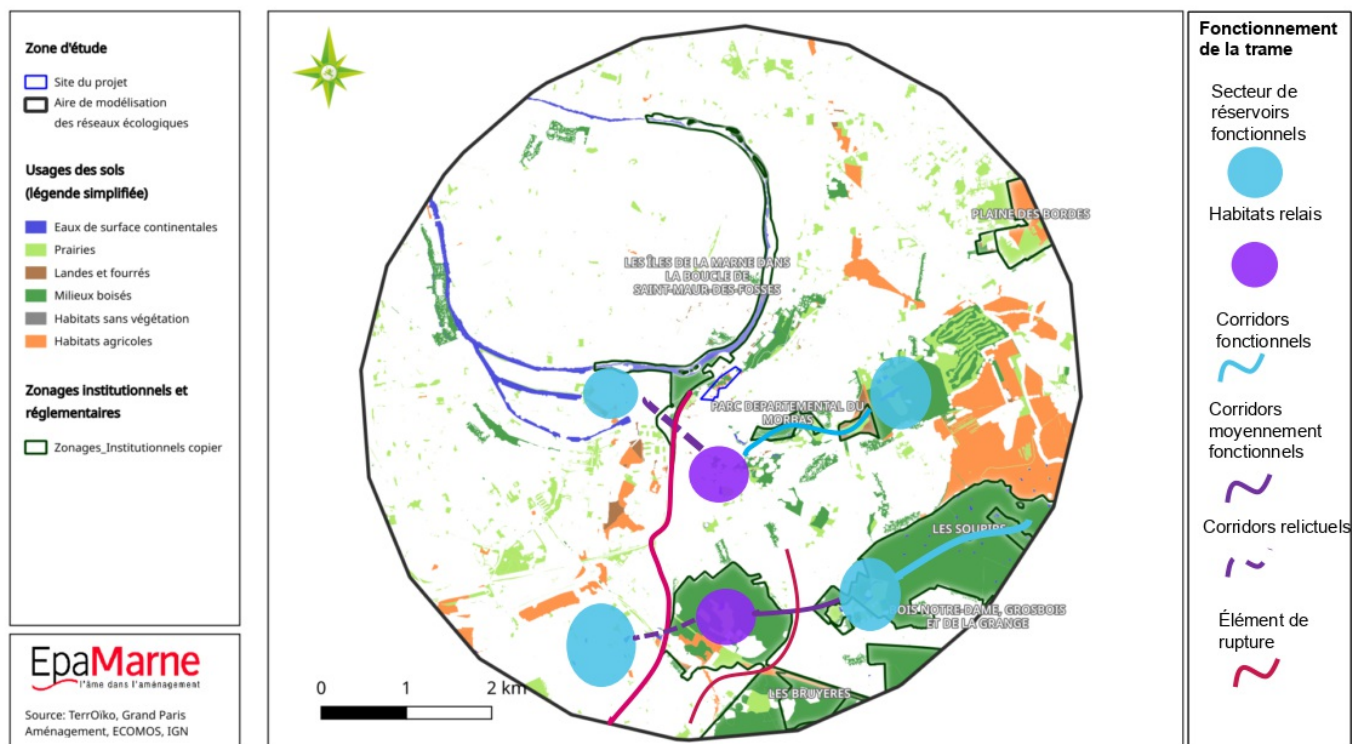 Zone d'étude
Site du projet
Aire de modélisation
des réseaux écologiques
Usages des sols
(légende simplifiée)
Eaux de surface continentales
Prairies
Landes et fourrés
Milieux boisés
Habitats sans végétation
Habitats agricoles
Zonages institutionnels et
réglementaires
Zonages_Institutionnels copier
EpaMarne
l'âme dans l'aménagement
Source: TerrOïko, Grand Paris
Aménagement, ECOMOS, IGN
PLAINE DES BORDES
LES ÎLES DE LA MARNE DANS
LA BOUCLE DE
SAINT-MAUR-DES-FOSSES
PARC DEPARTEMENTAL DU
MORBAS
LES SOUPIRS
BOIS NOTRE-DAME, GROSBOIS
ET DE LA GRANGE
LES BRUYÈRES
0 1 2 km
Fonctionnement
de la trame
Secteur de
réservoirs
fonctionnels
Habitats relais
Corridors
fonctionnels
Corridors
moyennement
fonctionnels
Corridors relictuels
Élément de
rupture